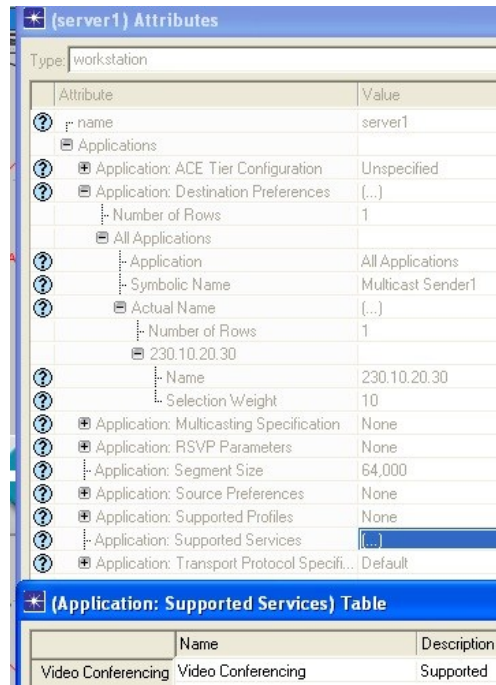 (server1) Attributes
Type: workstation
Attribute Value
name server1
Applications
Application: ACE Tier Configuration Unspecified
Application: Destination Preferences (...)
Number of Rows 1
All Applications
Application All Applications
Symbolic Name Multicast Sender1
Actual Name (...)
Number of Rows 1
230.10.20.30
Name 230.10.20.30
Selection Weight 10
Application: Multicasting Specification None
Application: RSVP Parameters None
Application: Segment Size 64,000
Application: Source Preferences None
Application: Supported Profiles None
Application: Supported Services (...)
Application: Transport Protocol Specifi... Default
(Application: Supported Services) Table
Name Description
Video Conferencing Video Conferencing Supported